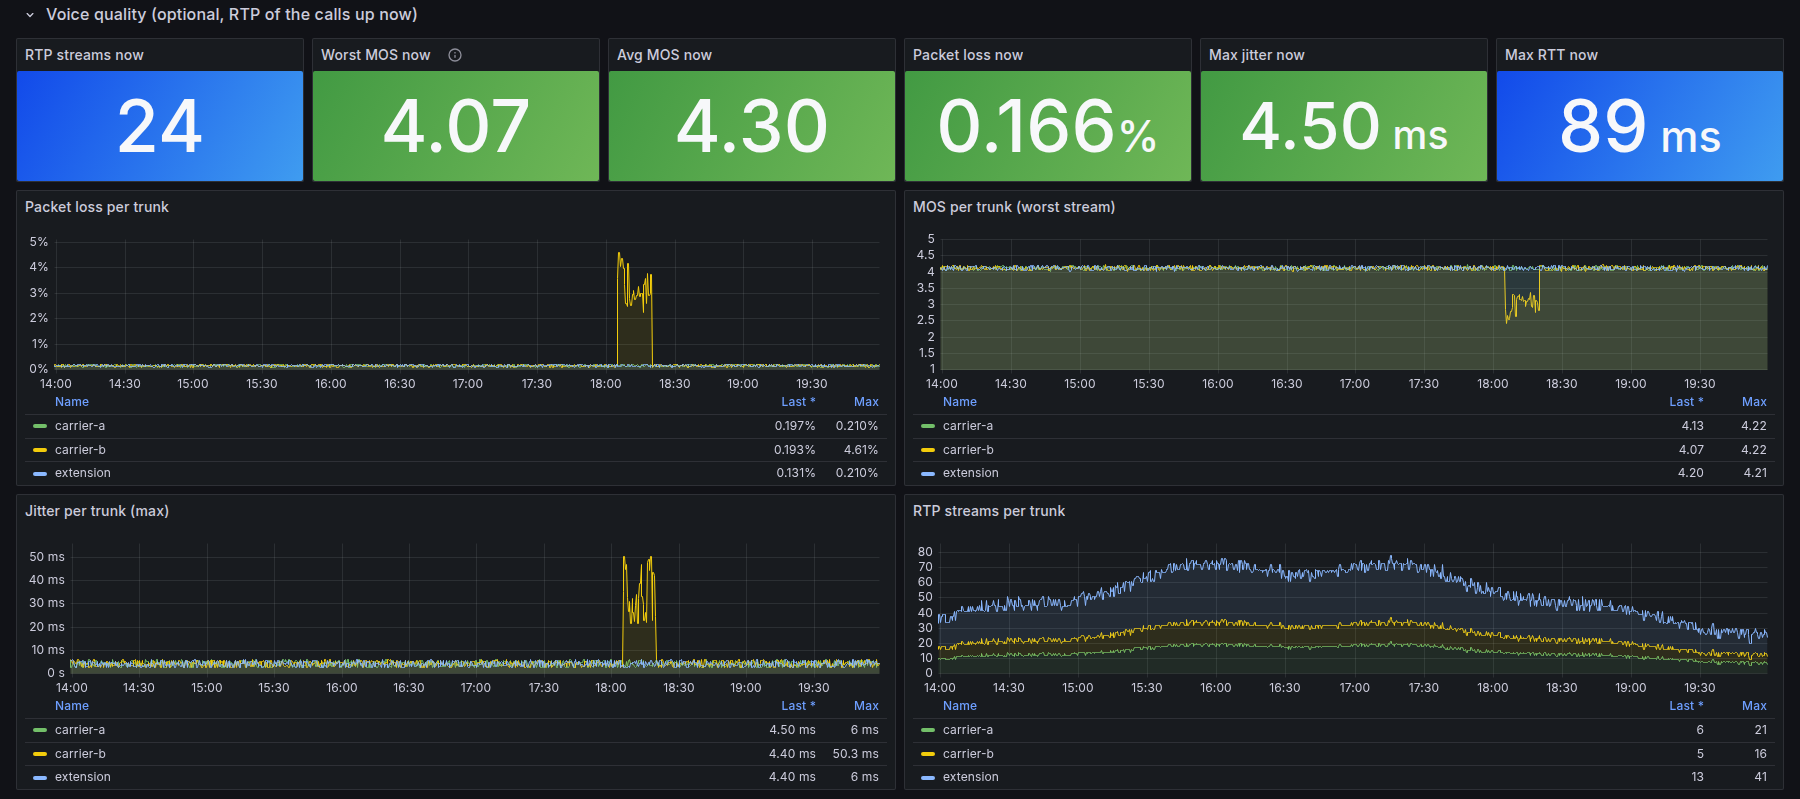 Voice quality (optional, RTP of the calls up now)
RTP streams now
24
Worst MOS now
4.07
Avg MOS now
4.30
Packet loss now
0.166%
Max jitter now
4.50 ms
Max RTT now
89 ms
Packet loss per trunk
5%
4%
3%
2%
1%
0%
14:00 14:30 15:00 15:30 16:00 16:30 17:00 17:30 18:00 18:30 19:00 19:30
Name Last * Max
carrier-a 0.197% 0.210%
carrier-b 0.193% 4.61%
extension 0.131% 0.210%
MOS per trunk (worst stream)
5
4.5
4
3.5
3
2.5
2
1.5
1
14:00 14:30 15:00 15:30 16:00 16:30 17:00 17:30 18:00 18:30 19:00 19:30
Name Last * Max
carrier-a 4.13 4.22
carrier-b 4.07 4.22
extension 4.20 4.21
Jitter per trunk (max)
50 ms
40 ms
30 ms
20 ms
10 ms
0 s
14:00 14:30 15:00 15:30 16:00 16:30 17:00 17:30 18:00 18:30 19:00 19:30
Name Last * Max
carrier-a 4.50 ms 6 ms
carrier-b 4.40 ms 50.3 ms
extension 4.40 ms 6 ms
RTP streams per trunk
80
70
60
50
40
30
20
10
0
14:00 14:30 15:00 15:30 16:00 16:30 17:00 17:30 18:00 18:30 19:00 19:30
Name Last * Max
carrier-a 6 21
carrier-b 5 16
extension 13 41